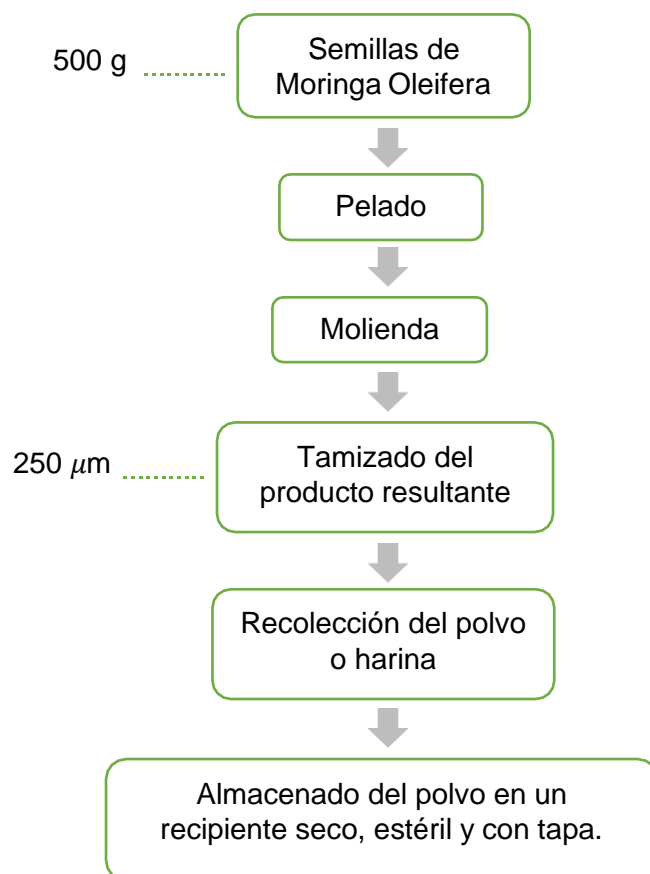 500 g
Semillas de
Moringa Oleifera
Pelado
Molienda
250 μm
Tamizado del
producto resultante
Recolección del polvo
o harina
Almacenado del polvo en un
recipiente seco, estéril y con tapa.